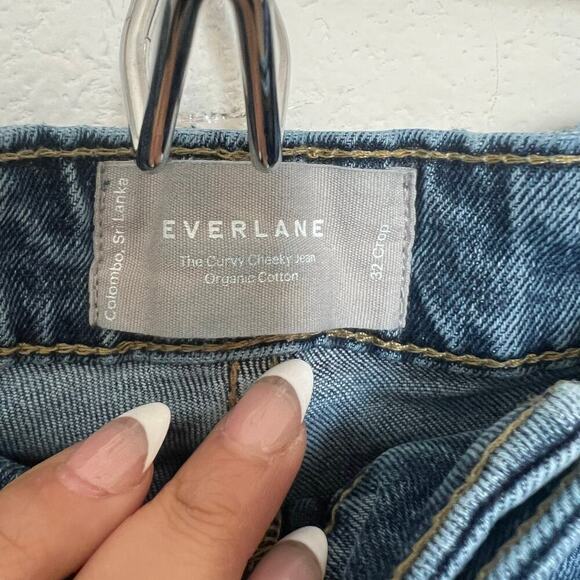 Colombo, Sri Lanka
EVERLANE
The Curvy Cheeky Jean
Organic Cotton
32 Crop